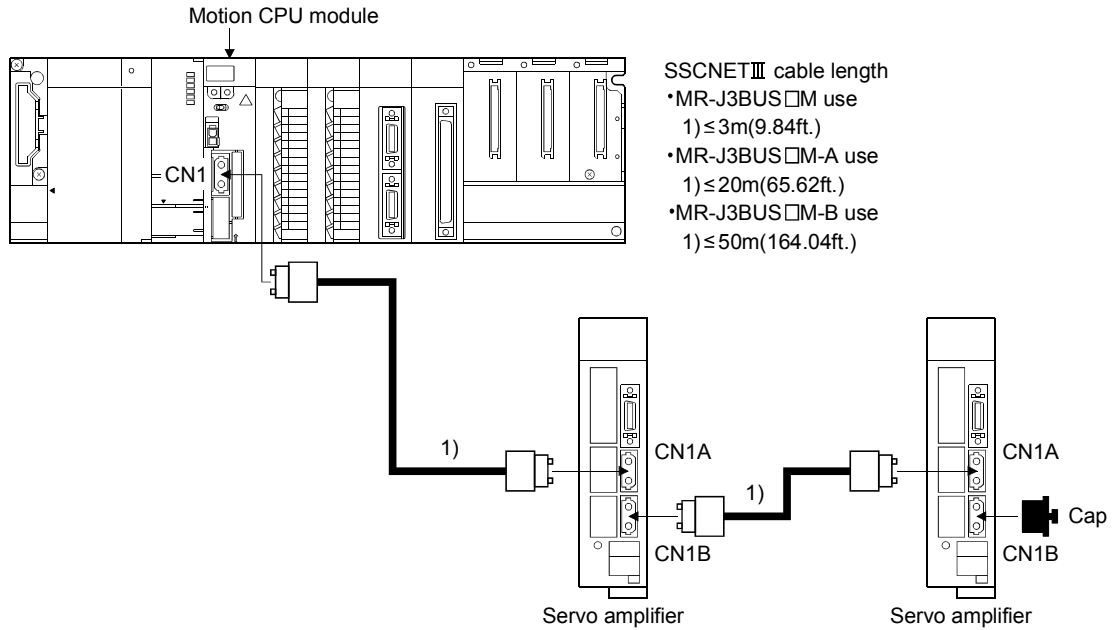 Motion CPU module
SSCNETⅢ cable length
•MR-J3BUS□M use
1)≤3m(9.84ft.)
•MR-J3BUS□M-A use
1)≤20m(65.62ft.)
•MR-J3BUS□M-B use
1)≤50m(164.04ft.)
CN1
1)
CN1A
CN1B
Servo amplifier
1)
CN1A
Cap
CN1B
Servo amplifier